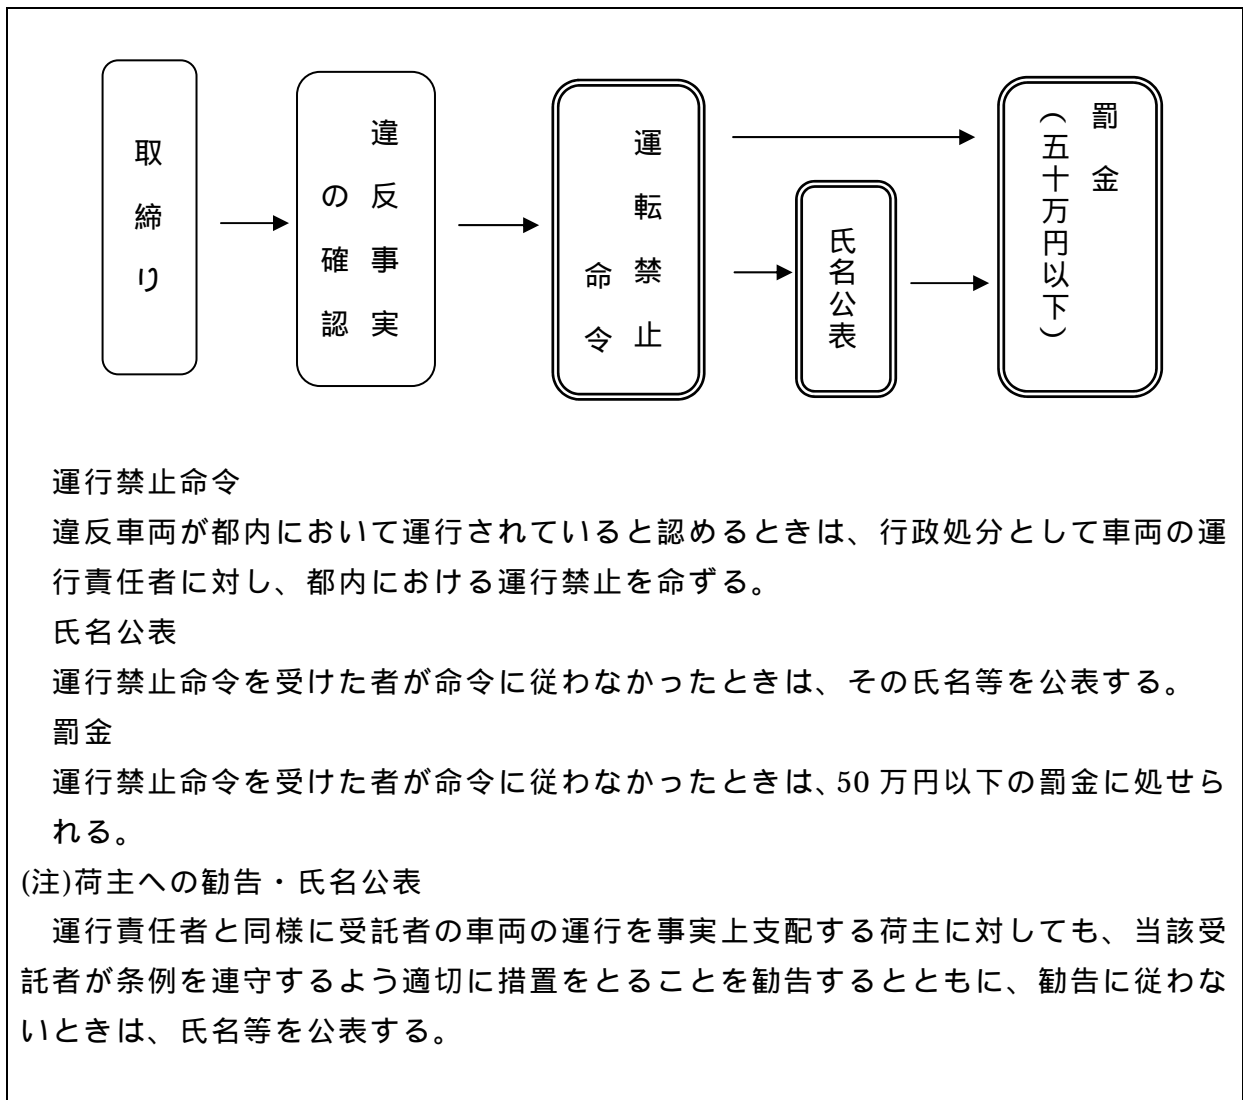 取締り
違反事実
の確認
運転禁止
命令
氏名公表
罰金
（五十万円以下）
運行禁止命令
違反車両が都内において運行されていると認めるときは、行政処分として車両の運
行責任者に対し、都内における運行禁止を命ずる。
氏名公表
運行禁止命令を受けた者が命令に従わなかったときは、その氏名等を公表する。
罰金
運行禁止命令を受けた者が命令に従わなかったときは、50 万円以下の罰金に処せら
れる。
(注)荷主への勧告・氏名公表
運行責任者と同様に受託者の車両の運行を事実上支配する荷主に対しても、当該受
託者が条例を連守するよう適切に措置をとることを勧告するとともに、勧告に従わな
いときは、氏名等を公表する。